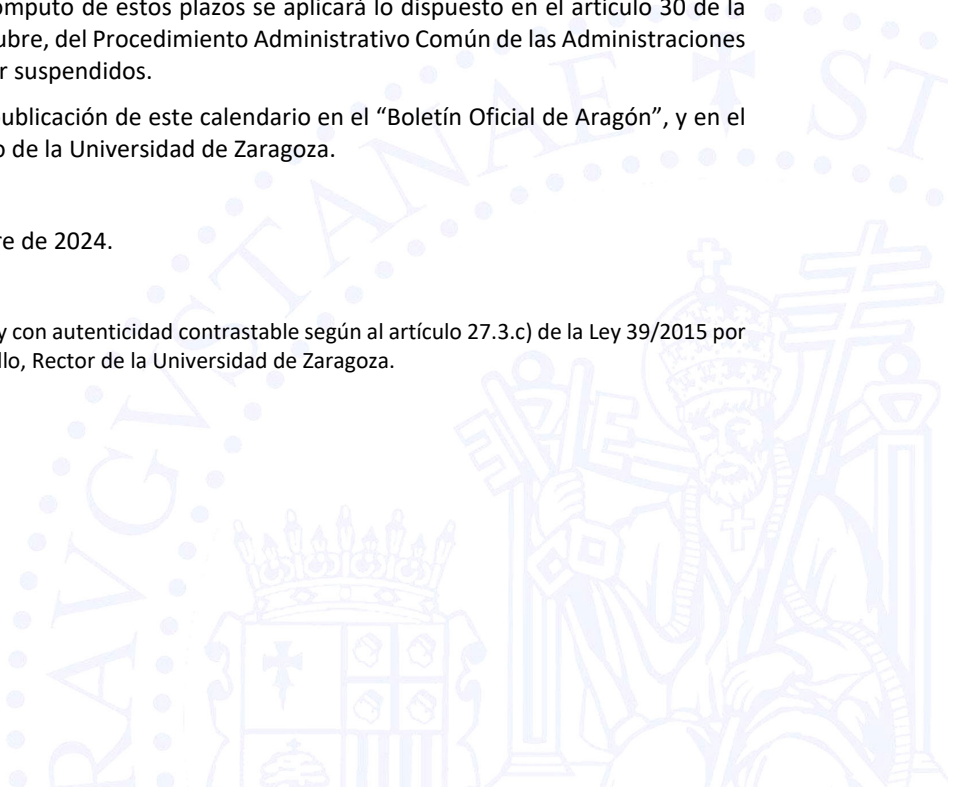 ómputo de estos plazos se aplicará lo dispuesto en el artículo 30 de la
ubre, del Procedimiento Administrativo Común de las Administraciones
r suspendidos.
ublicación de este calendario en el “Boletín Oficial de Aragón”, y en el
o de la Universidad de Zaragoza.
re de 2024.
y con autenticidad contrastable según al artículo 27.3.c) de la Ley 39/2015 por
llo, Rector de la Universidad de Zaragoza.
RAVGVSTANAE ST